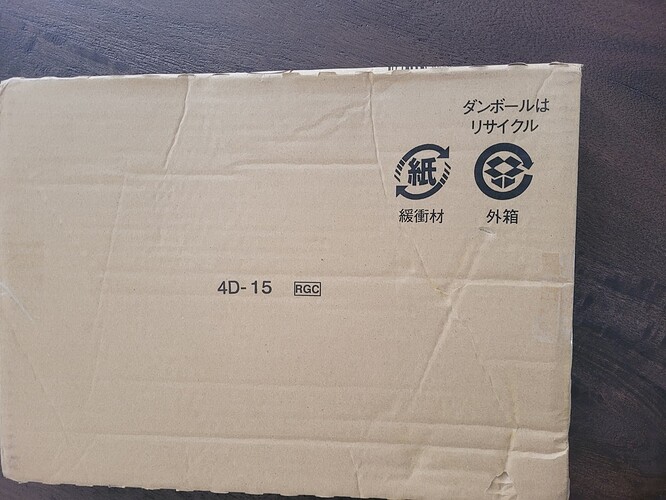 ダンボールは
リサイクル
紙
緩衝材 外箱
4D-15 RGC